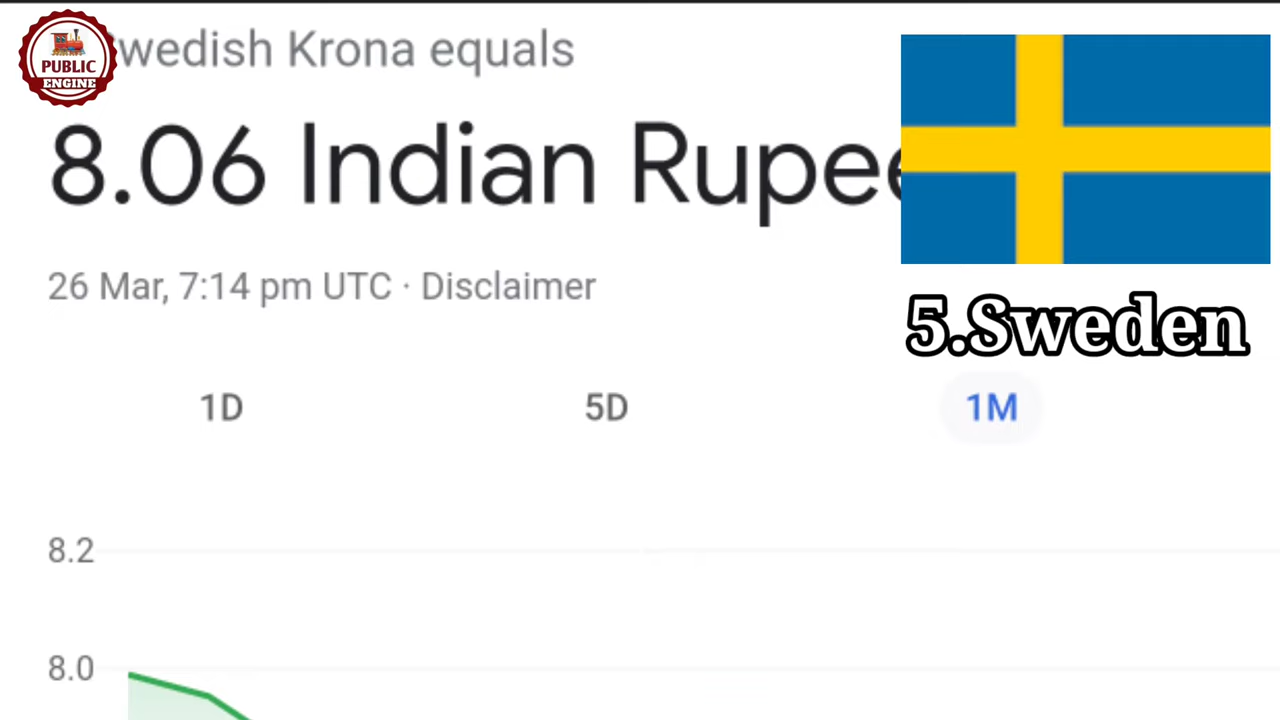 PUBLIC
ENGINE
wedish Krona equals
8.06 Indian Rupee
26 Mar, 7:14 pm UTC · Disclaimer
5.Sweden
1D 5D 1M
8.2
8.0